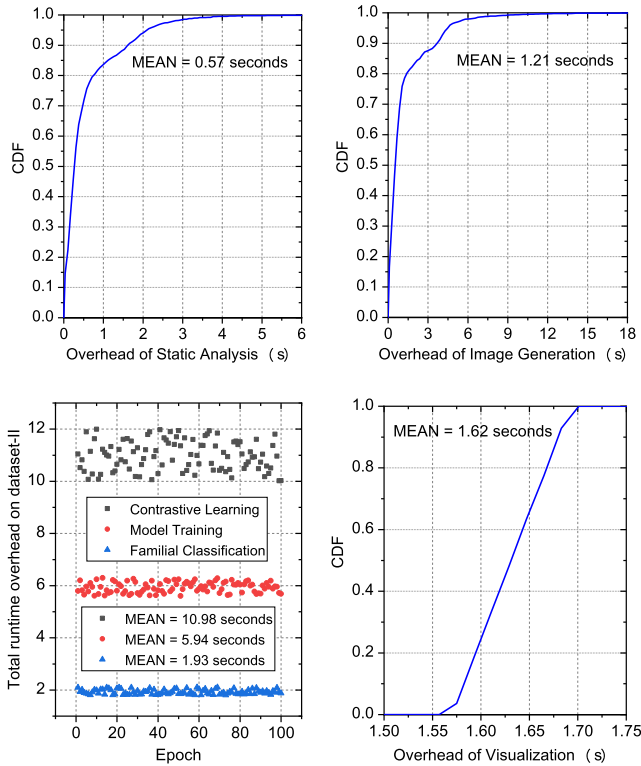 1.0
0.9
0.8
0.7
0.6
0.5
0.4
0.3
0.2
0.1
0.0
CDF
MEAN = 0.57 seconds
0 1 2 3 4 5 6
Overhead of Static Analysis (s)
1.0
0.9
0.8
0.7
0.6
0.5
0.4
0.3
0.2
0.1
0.0
CDF
MEAN = 1.21 seconds
0 3 6 9 12 15 18
Overhead of Image Generation (s)
12
10
8
6
4
2
Total runtime overhead on dataset-II
Contrastive Learning
Model Training
Familial Classification
MEAN = 10.98 seconds
MEAN = 5.94 seconds
MEAN = 1.93 seconds
0 20 40 60 80 100
Epoch
1.0
0.8
0.6
0.4
0.2
0.0
CDF
MEAN = 1.62 seconds
1.50 1.55 1.60 1.65 1.70 1.75
Overhead of Visualization (s)